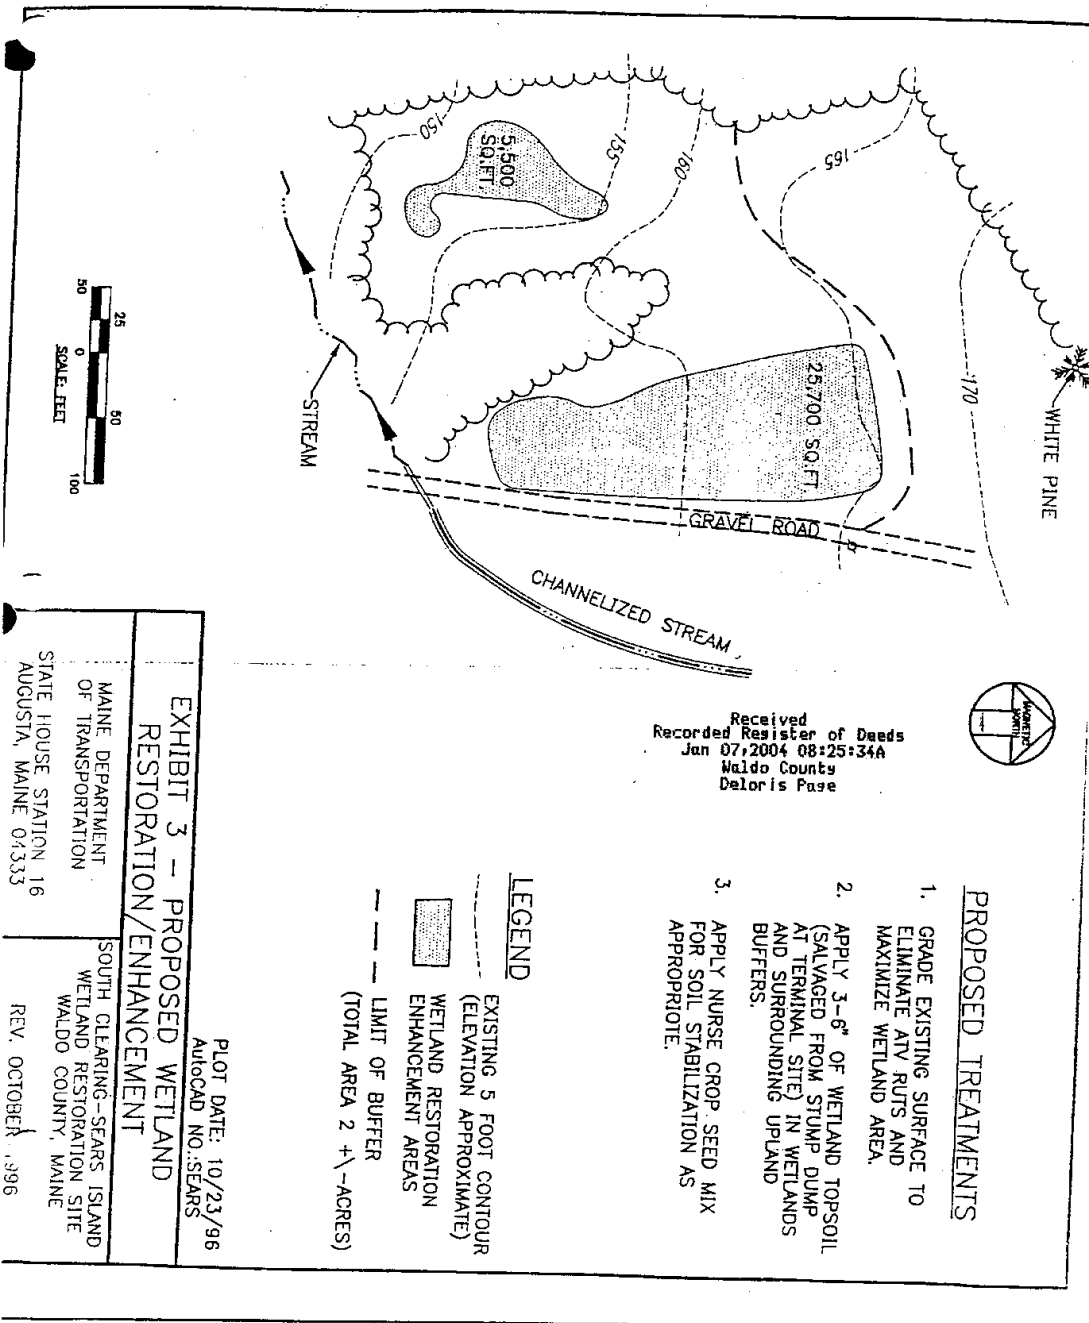 150
5,500
SQ.FT.
155
160
165
170
WHITE PINE
25,700 SQ.FT.
GRAVEL ROAD
STREAM
CHANNELIZED STREAM
50
25
0
50
100
SCALE: FEET
MAGNETIC
NORTH
Received
Recorded Register of Deeds
Jan 07,2004 08:25:34A
Waldo County
Deloris Page
PROPOSED TREATMENTS
1. GRADE EXISTING SURFACE TO
ELIMINATE ATV RUTS AND
MAXIMIZE WETLAND AREA.
2. APPLY 3-6" OF WETLAND TOPSOIL
(SALVAGED FROM STUMP DUMP
AT TERMINAL SITE) IN WETLANDS
AND SURROUNDING UPLAND
BUFFERS.
3. APPLY NURSE CROP SEED MIX
FOR SOIL STABILIZATION AS
APPROPRIOTE.
LEGEND
EXISTING 5 FOOT CONTOUR
(ELEVATION APPROXIMATE)
WETLAND RESTORATION
ENHANCEMENT AREAS
LIMIT OF BUFFER
(TOTAL AREA 2 +\-ACRES)
PLOT DATE: 10/23/96
AutoCAD NO.:SEARS
EXHIBIT 3 - PROPOSED WETLAND
RESTORATION/ENHANCEMENT
MAINE DEPARTMENT
OF TRANSPORTATION
STATE HOUSE STATION 16
AUGUSTA, MAINE 04333
SOUTH CLEARING-SEARS ISLAND
WETLAND RESTORATION SITE
WALDO COUNTY, MAINE
REV. OCTOBER